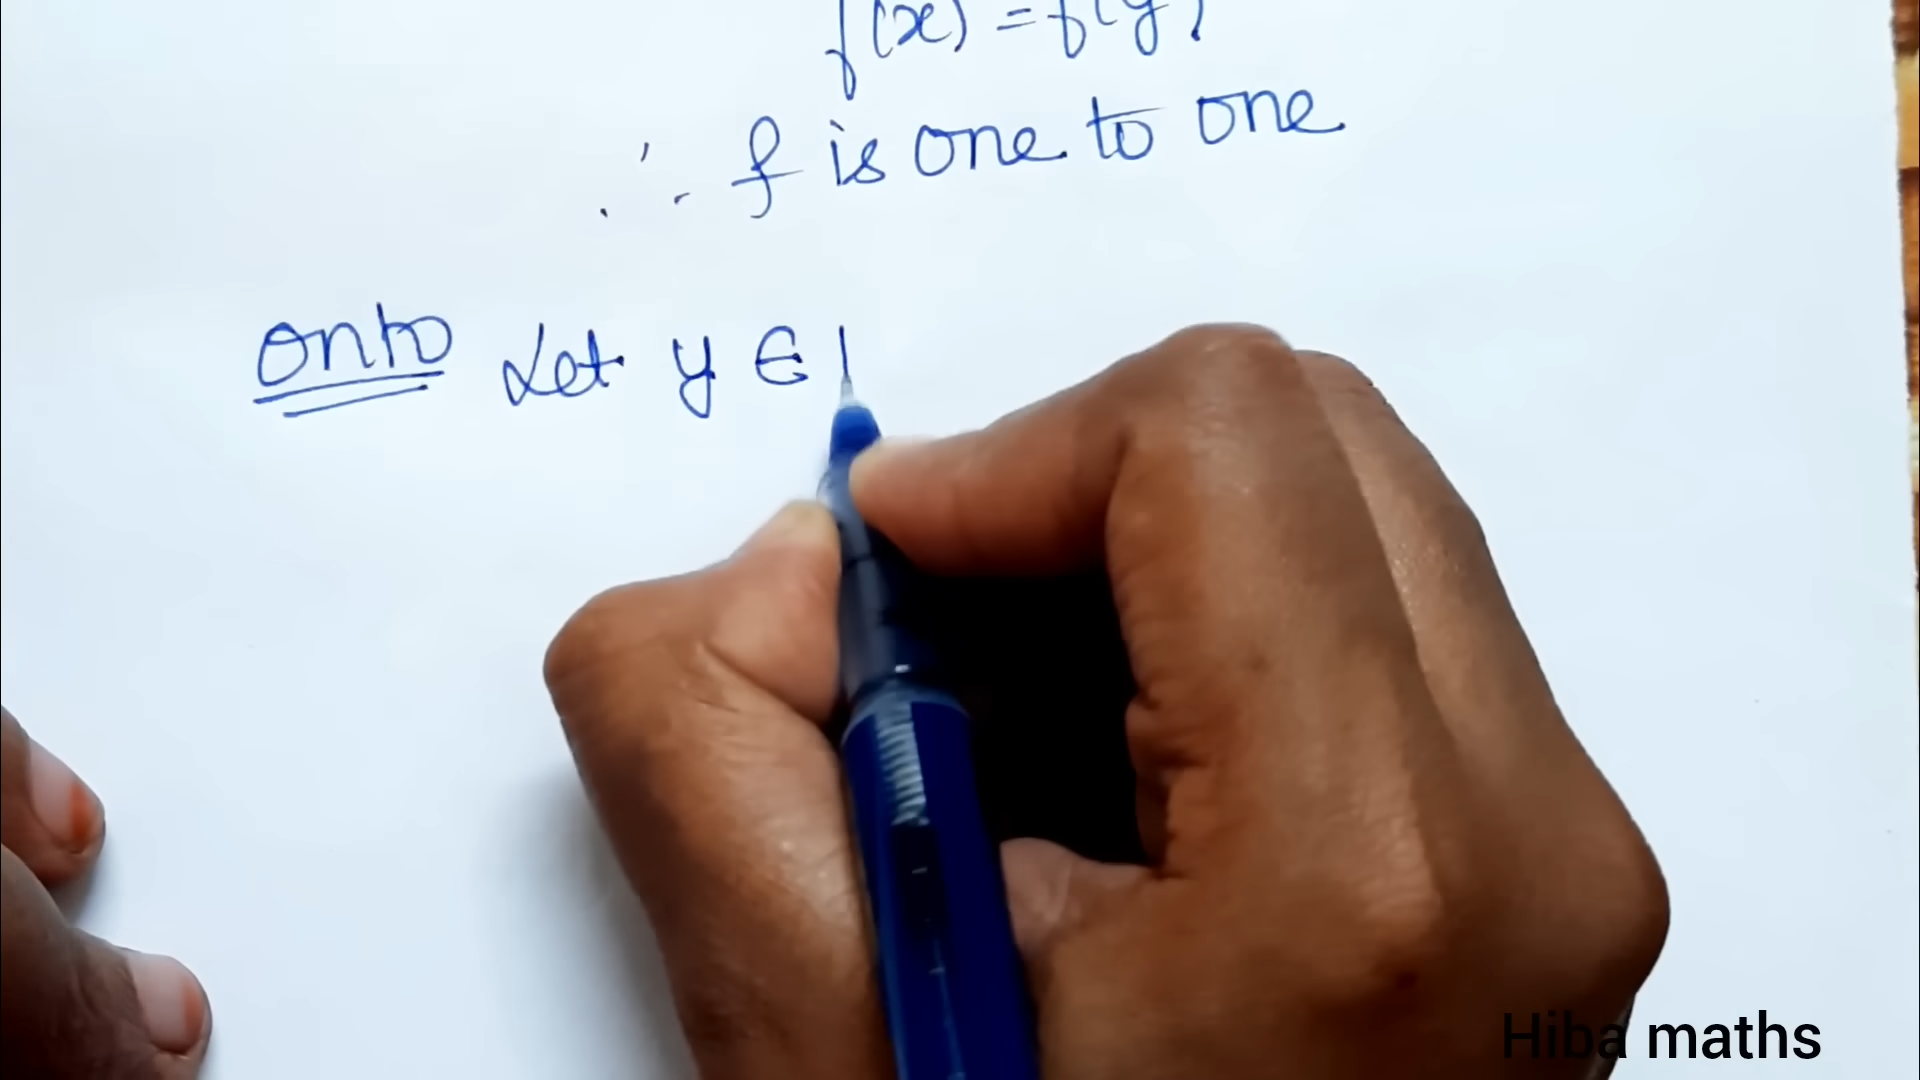 f(x) = f(y)
∴ f is one to one
onto Let y ∈
Hiba maths